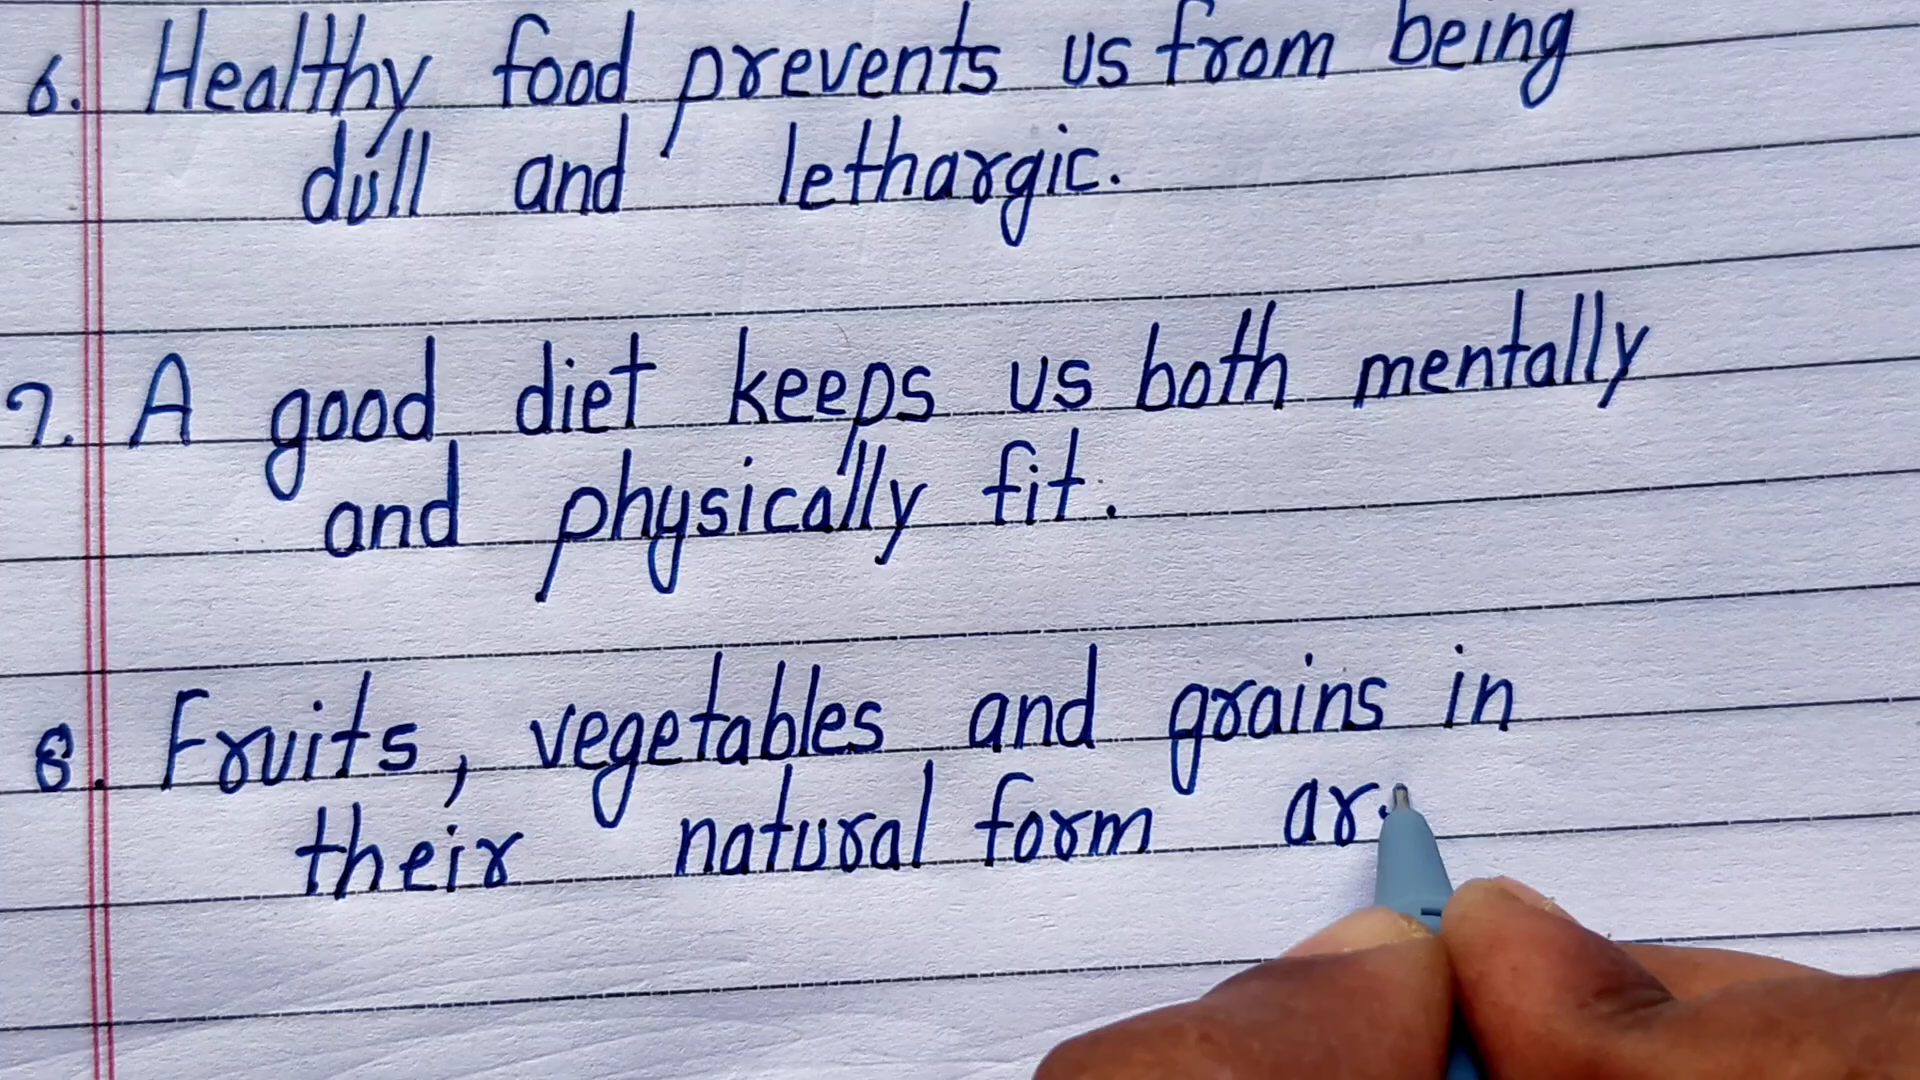 6. Healthy food prevents us from being
dull and lethargic.
7. A good diet keeps us both mentally
and physically fit.
8. Fruits, vegetables and grains in
their natural form ar